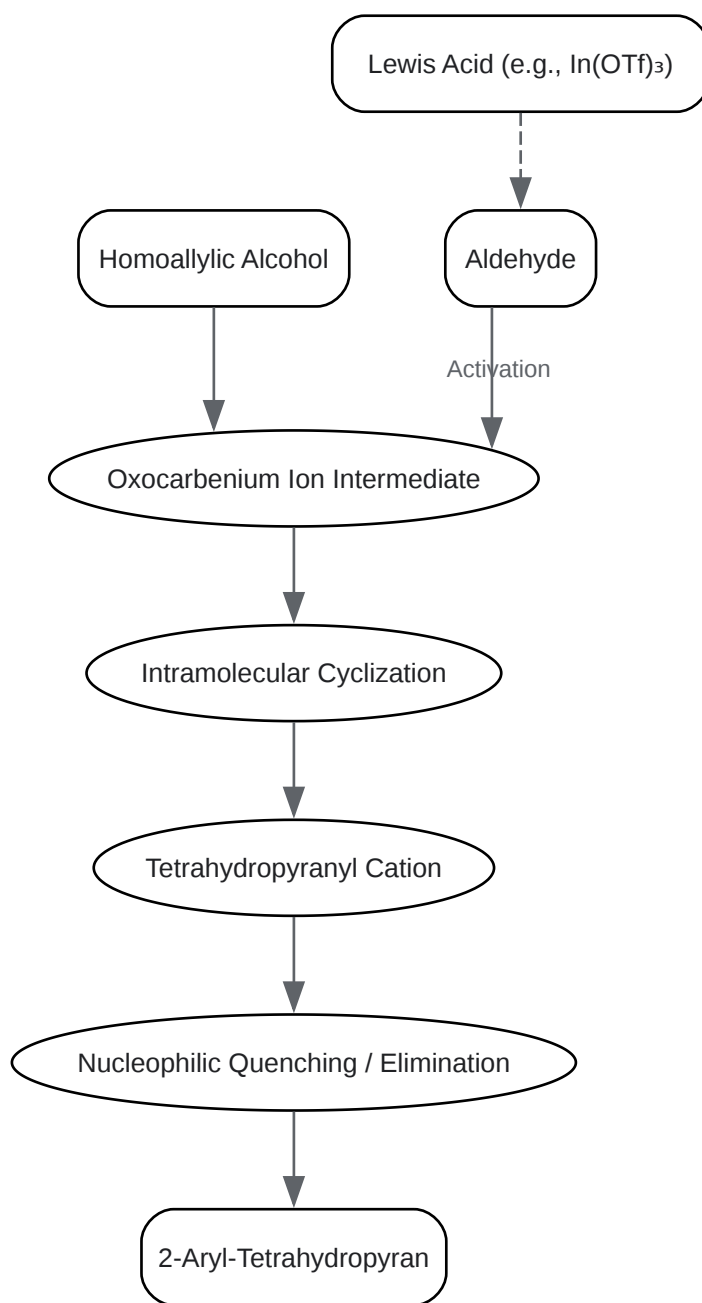 Lewis Acid (e.g., In(OTf)₃)
Homoallylic Alcohol
Aldehyde
Activation
Oxocarbenium Ion Intermediate
Intramolecular Cyclization
Tetrahydropyranyl Cation
Nucleophilic Quenching / Elimination
2-Aryl-Tetrahydropyran